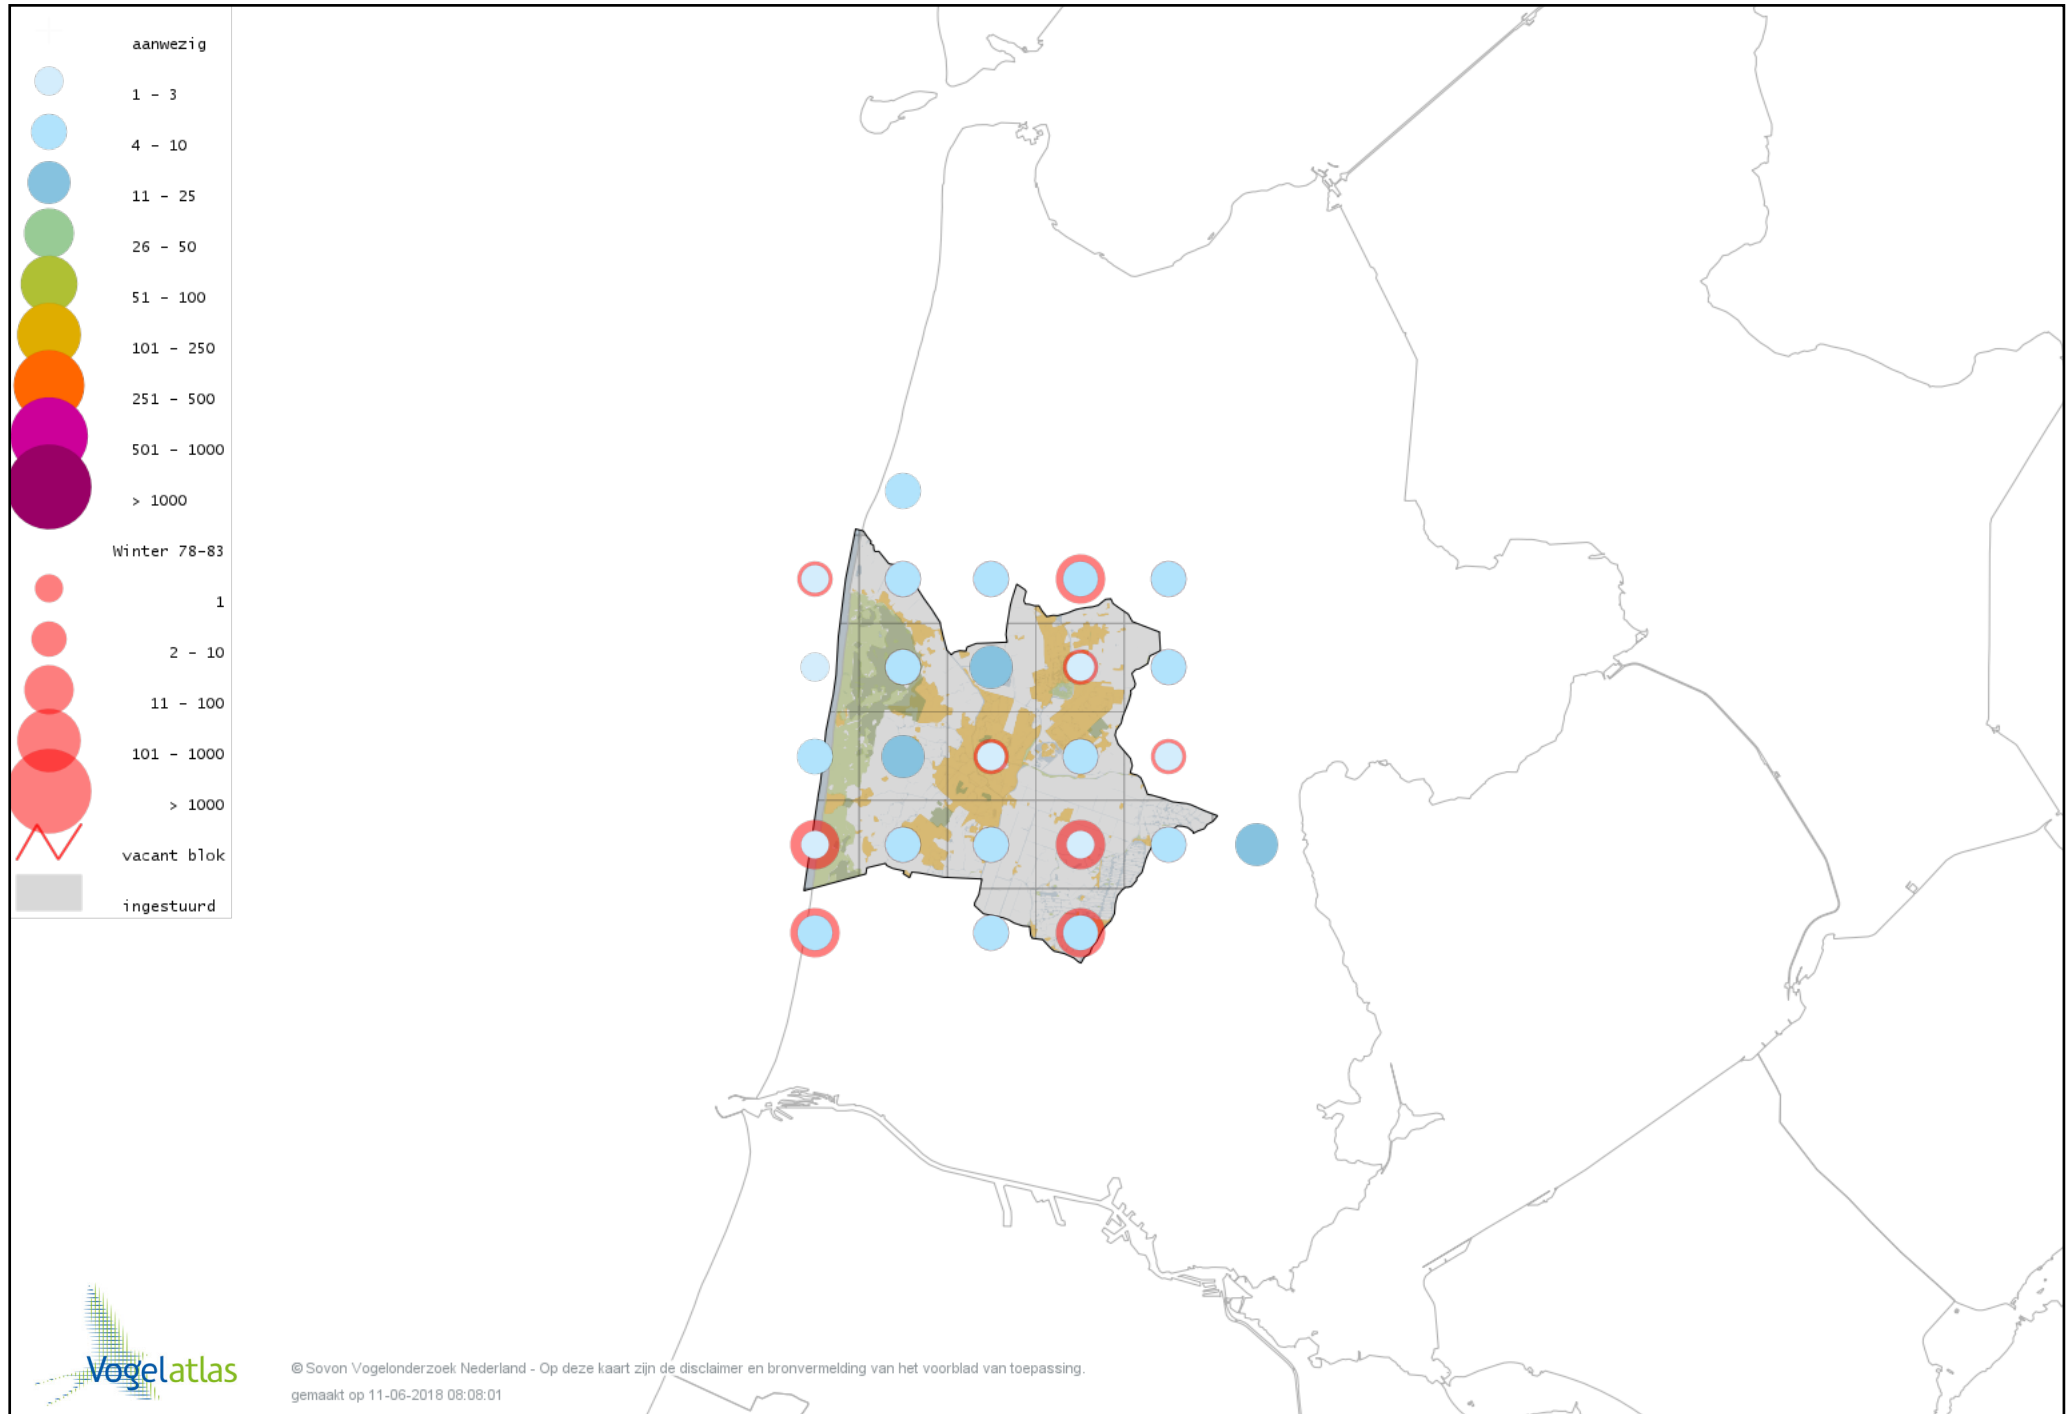 aanwezig
1 - 3
4 - 10
11 - 25
26 - 50
51 - 100
101 - 250
251 - 500
501 - 1000
> 1000
Winter 78-83
1
2 - 10
11 - 100
101 - 1000
> 1000
vacant blok
ingestuurd
Vogelatlas
© Sovon Vogelonderzoek Nederland - Op deze kaart zijn de disclaimer en bronvermelding van het voorblad van toepassing.
gemaakt op 11-06-2018 08:08:01